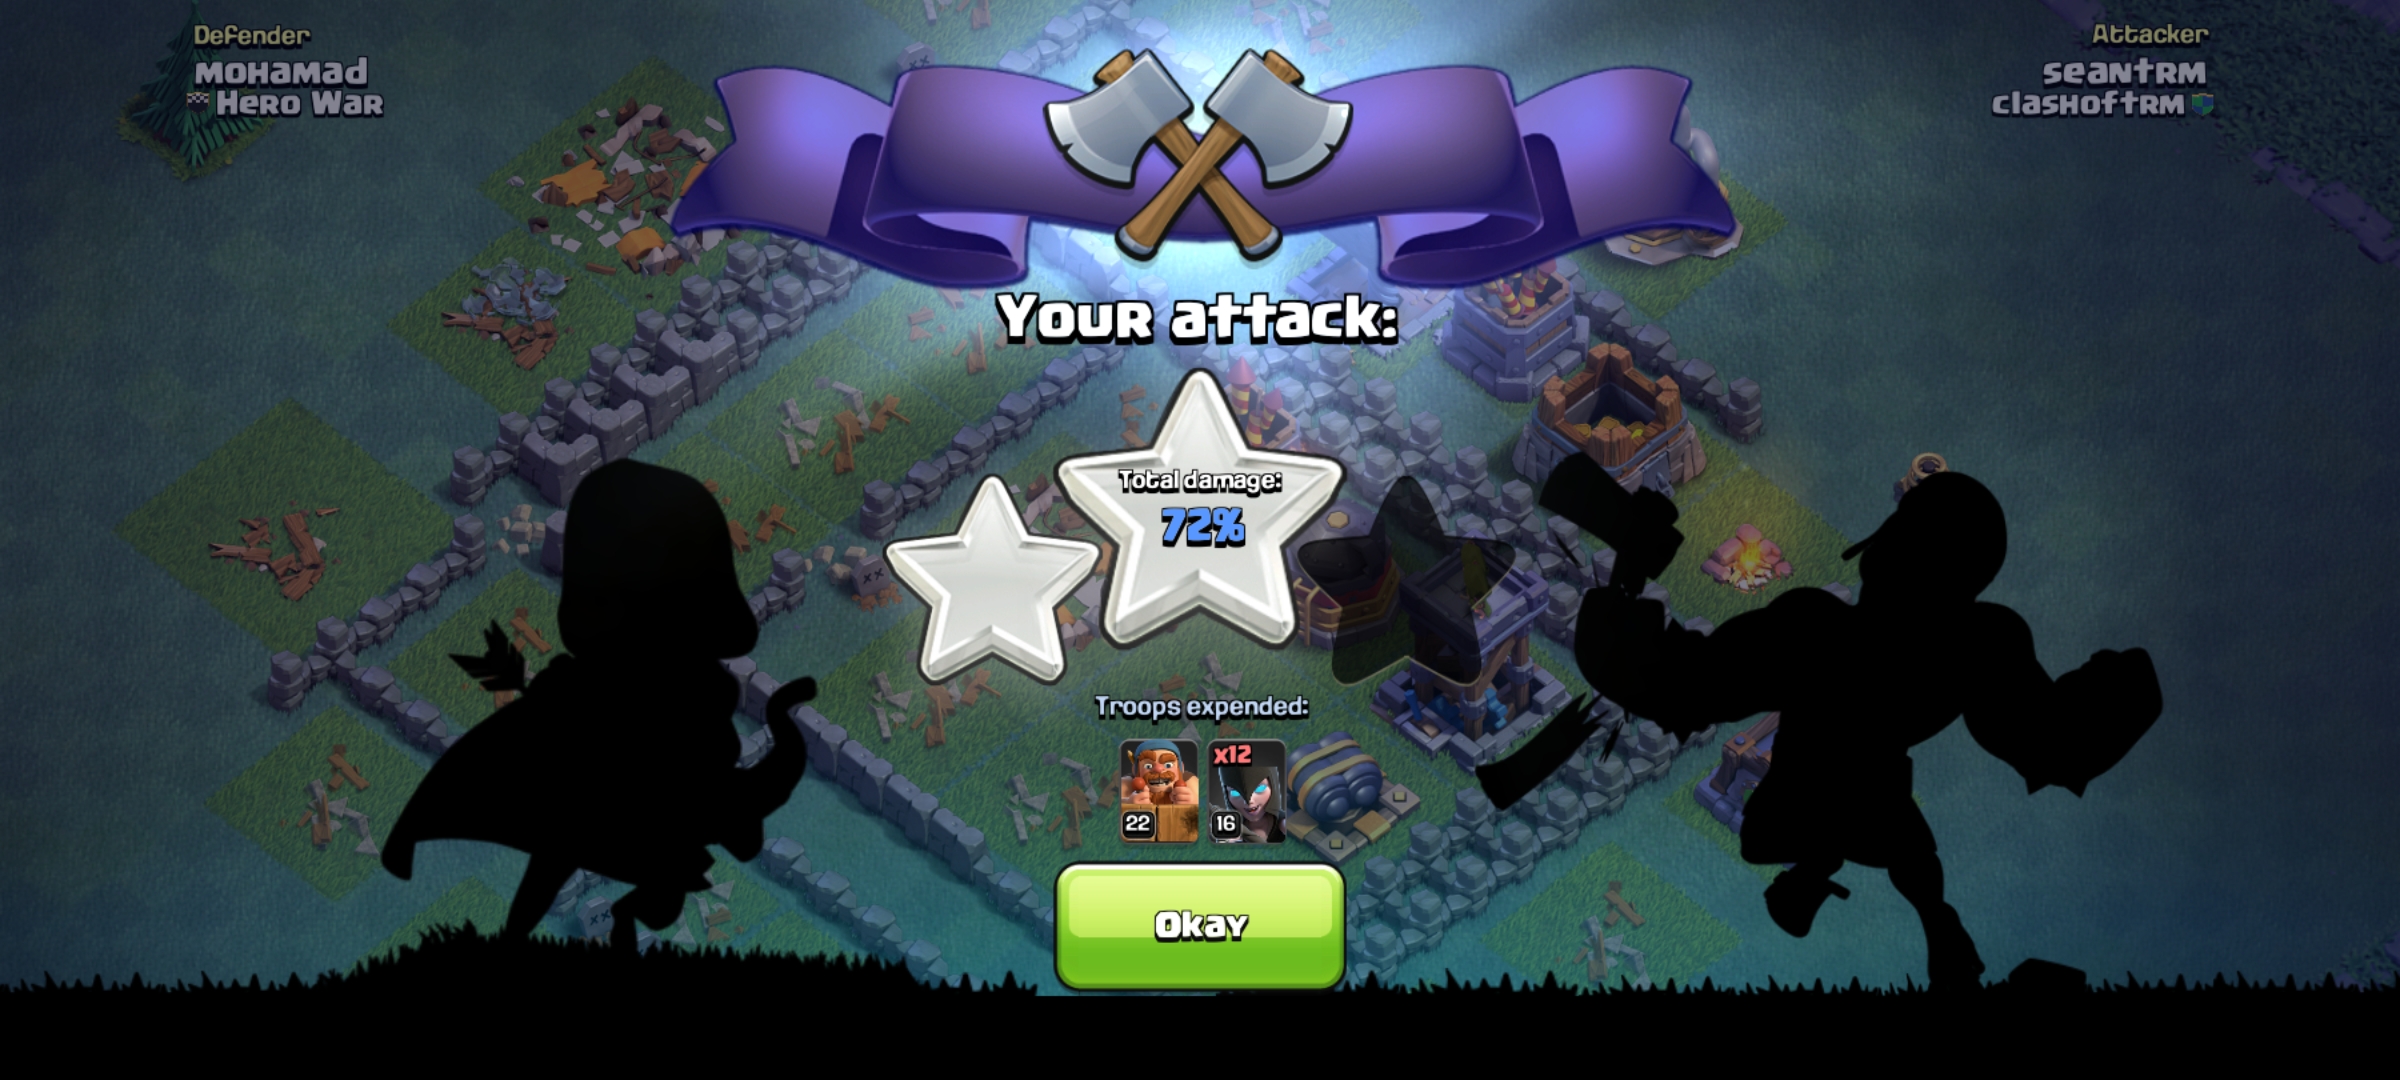 Defender
MOHAMAD
HERO WAR
Attacker
seantrm
clashoftrm
Your attack:
Total damage:
72%
Troops expended:
x12
22
16
Okay